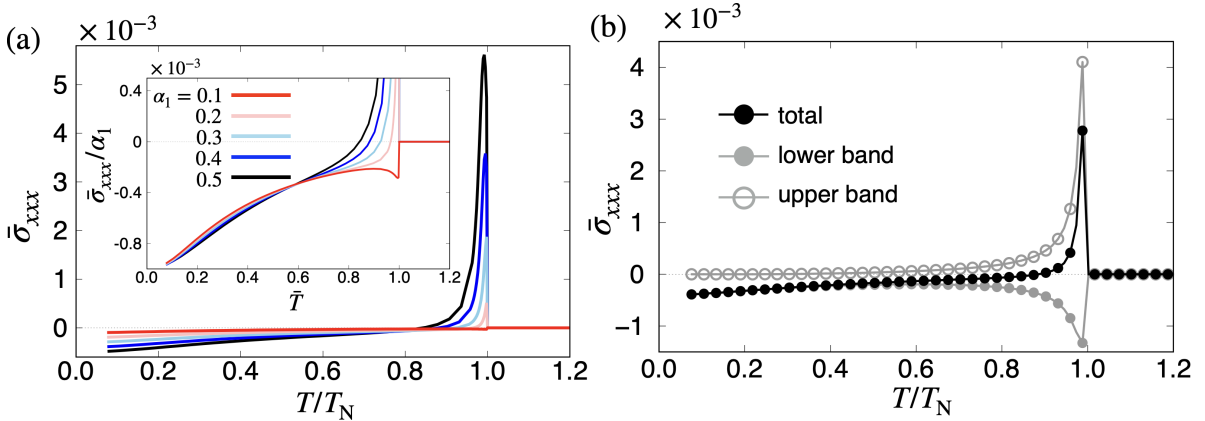 (a)
× 10⁻³
σ̄ₓₓₓ
5
4
3
2
1
0
0.0 0.2 0.4 0.6 0.8 1.0 1.2
T/T_N
× 10⁻³
σ̄ₓₓₓ/α₁
0.4
0
-0.4
-0.8
0.0 0.2 0.4 0.6 0.8 1.0 1.2
T̄
α₁ = 0.1
0.2
0.3
0.4
0.5
(b)
× 10⁻³
σ̄ₓₓₓ
4
3
2
1
0
−1
0.0 0.2 0.4 0.6 0.8 1.0 1.2
T/T_N
total
lower band
upper band